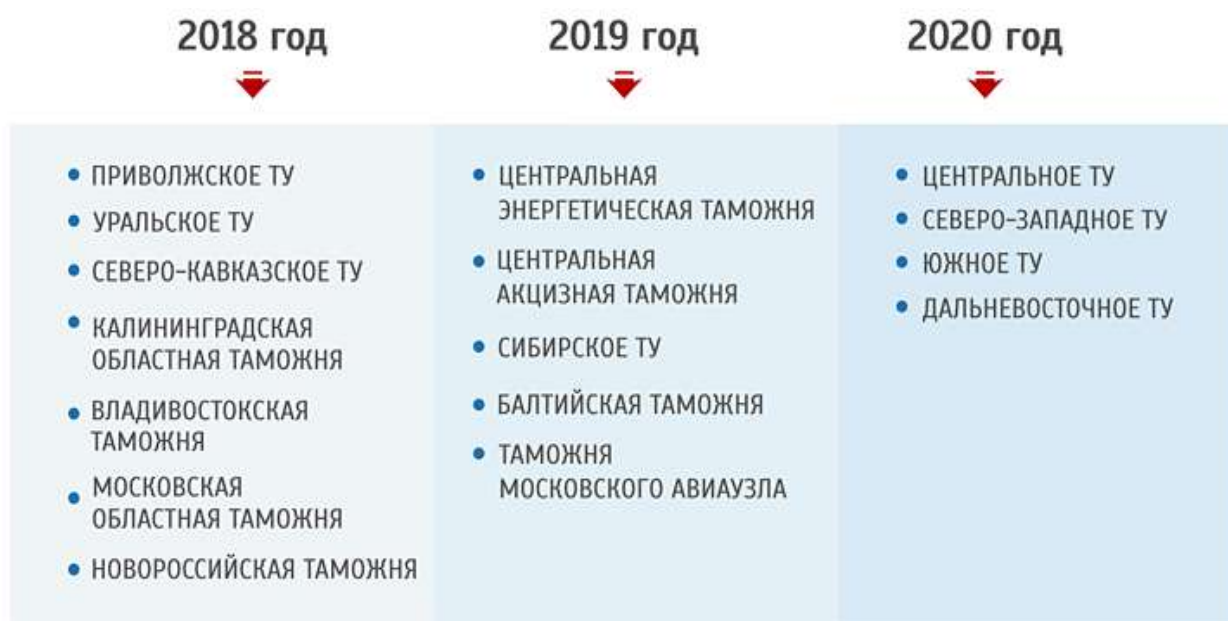 2018 год
ПРИВОЛЖСКОЕ ТУ
УРАЛЬСКОЕ ТУ
СЕВЕРО-КАВКАЗСКОЕ ТУ
КАЛИНИНГРАДСКАЯ
ОБЛАСТНАЯ ТАМОЖНЯ
ВЛАДИВОСТОКСКАЯ
ТАМОЖНЯ
МОСКОВСКАЯ
ОБЛАСТНАЯ ТАМОЖНЯ
НОВОРОССИЙСКАЯ ТАМОЖНЯ
2019 год
ЦЕНТРАЛЬНАЯ
ЭНЕРГЕТИЧЕСКАЯ ТАМОЖНЯ
ЦЕНТРАЛЬНАЯ
АКЦИЗНАЯ ТАМОЖНЯ
СИБИРСКОЕ ТУ
БАЛТИЙСКАЯ ТАМОЖНЯ
ТАМОЖНЯ
МОСКОВСКОГО АВИАУЗЛА
2020 год
ЦЕНТРАЛЬНОЕ ТУ
СЕВЕРО-ЗАПАДНОЕ ТУ
ЮЖНОЕ ТУ
ДАЛЬНЕВОСТОЧНОЕ ТУ